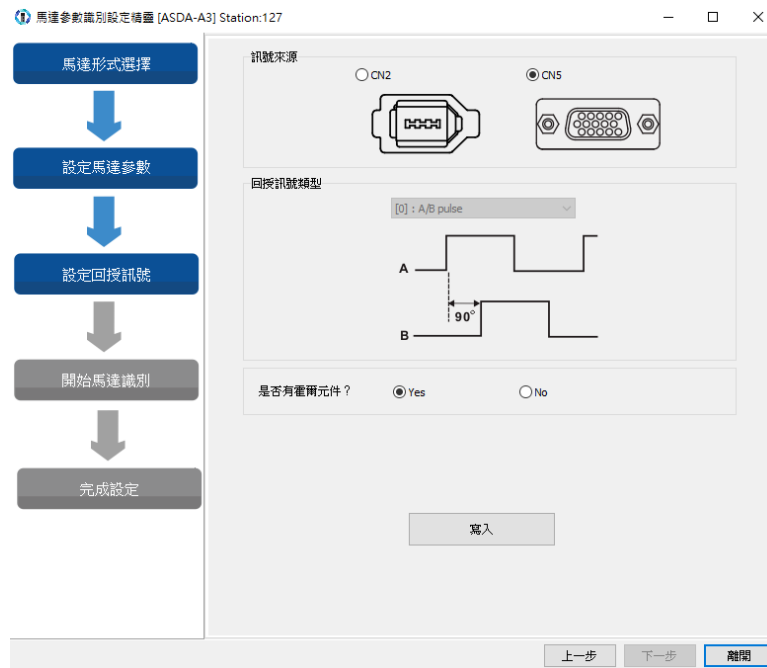 馬達參數識別設定精靈 [ASDA-A3] Station:127
馬達形式選擇
設定馬達參數
設定回授訊號
開始馬達識別
完成設定
訊號來源
CN2
CN5
回授訊號類型
[0] : A/B pulse
A
90°
B
是否有霍爾元件？
Yes
No
寫入
上一步
下一步
離開